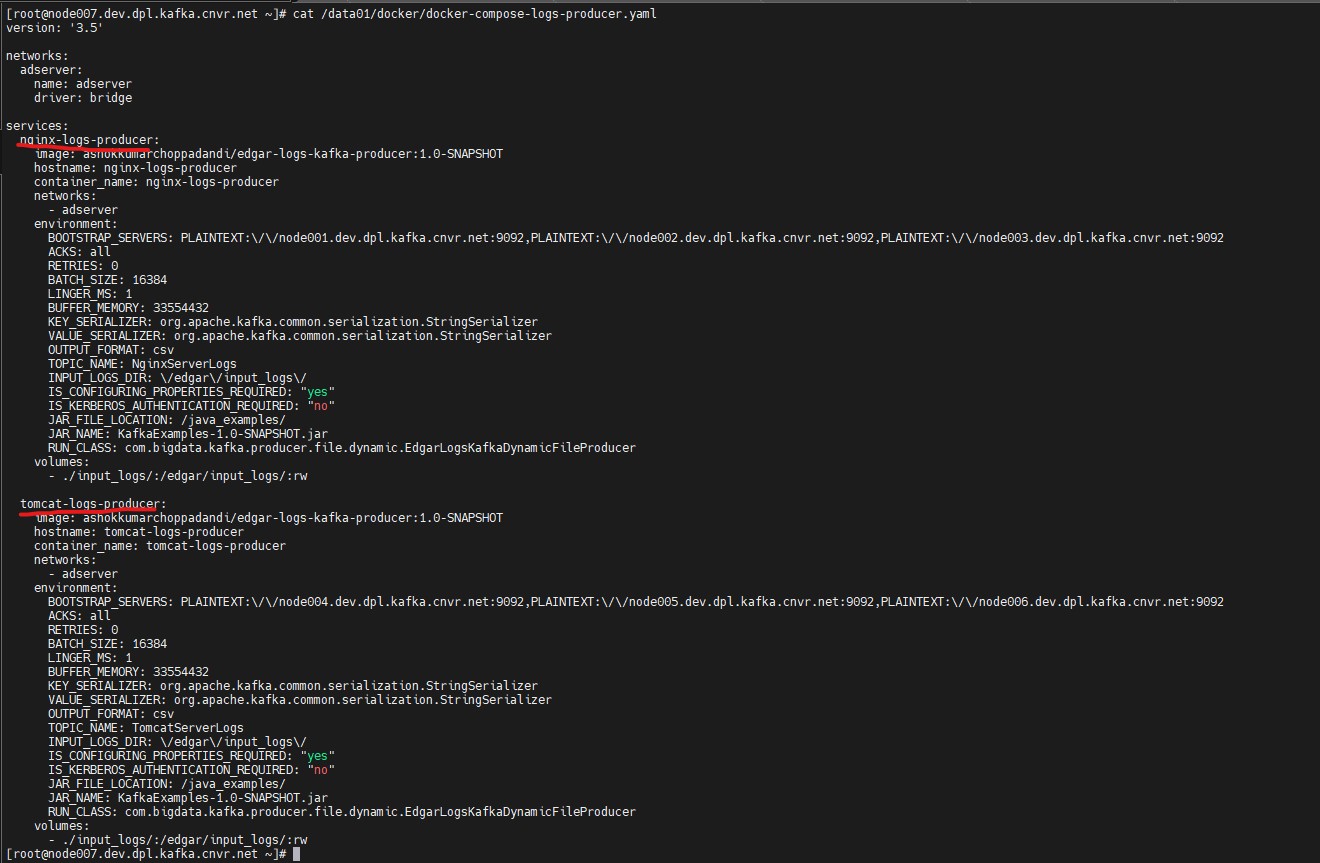 [root@node007.dev.dpl.kafka.cnvr.net ~]# cat /data01/docker/docker-compose-logs-producer.yaml
version: '3.5'

networks:
  adserver:
    name: adserver
    driver: bridge

services:
  nginx-logs-producer:
    image: ashokkumarchoppadandi/edgar-logs-kafka-producer:1.0-SNAPSHOT
    hostname: nginx-logs-producer
    container_name: nginx-logs-producer
    networks:
      - adserver
    environment:
      BOOTSTRAP_SERVERS: PLAINTEXT:\/\/node001.dev.dpl.kafka.cnvr.net:9092,PLAINTEXT:\/\/node002.dev.dpl.kafka.cnvr.net:9092,PLAINTEXT:\/\/node003.dev.dpl.kafka.cnvr.net:9092
      ACKS: all
      RETRIES: 0
      BATCH_SIZE: 16384
      LINGER_MS: 1
      BUFFER_MEMORY: 33554432
      KEY_SERIALIZER: org.apache.kafka.common.serialization.StringSerializer
      VALUE_SERIALIZER: org.apache.kafka.common.serialization.StringSerializer
      OUTPUT_FORMAT: csv
      TOPIC_NAME: NginxServerLogs
      INPUT_LOGS_DIR: \/edgar\/input_logs\/
      IS_CONFIGURING_PROPERTIES_REQUIRED: "yes"
      IS_KERBEROS_AUTHENTICATION_REQUIRED: "no"
      JAR_FILE_LOCATION: /java_examples/
      JAR_NAME: KafkaExamples-1.0-SNAPSHOT.jar
      RUN_CLASS: com.bigdata.kafka.producer.file.dynamic.EdgarLogsKafkaDynamicFileProducer
    volumes:
      - ./input_logs/:/edgar/input_logs/:rw

  tomcat-logs-producer:
    image: ashokkumarchoppadandi/edgar-logs-kafka-producer:1.0-SNAPSHOT
    hostname: tomcat-logs-producer
    container_name: tomcat-logs-producer
    networks:
      - adserver
    environment:
      BOOTSTRAP_SERVERS: PLAINTEXT:\/\/node004.dev.dpl.kafka.cnvr.net:9092,PLAINTEXT:\/\/node005.dev.dpl.kafka.cnvr.net:9092,PLAINTEXT:\/\/node006.dev.dpl.kafka.cnvr.net:9092
      ACKS: all
      RETRIES: 0
      BATCH_SIZE: 16384
      LINGER_MS: 1
      BUFFER_MEMORY: 33554432
      KEY_SERIALIZER: org.apache.kafka.common.serialization.StringSerializer
      VALUE_SERIALIZER: org.apache.kafka.common.serialization.StringSerializer
      OUTPUT_FORMAT: csv
      TOPIC_NAME: TomcatServerLogs
      INPUT_LOGS_DIR: \/edgar\/input_logs\/
      IS_CONFIGURING_PROPERTIES_REQUIRED: "yes"
      IS_KERBEROS_AUTHENTICATION_REQUIRED: "no"
      JAR_FILE_LOCATION: /java_examples/
      JAR_NAME: KafkaExamples-1.0-SNAPSHOT.jar
      RUN_CLASS: com.bigdata.kafka.producer.file.dynamic.EdgarLogsKafkaDynamicFileProducer
    volumes:
      - ./input_logs/:/edgar/input_logs/:rw
[root@node007.dev.dpl.kafka.cnvr.net ~]#